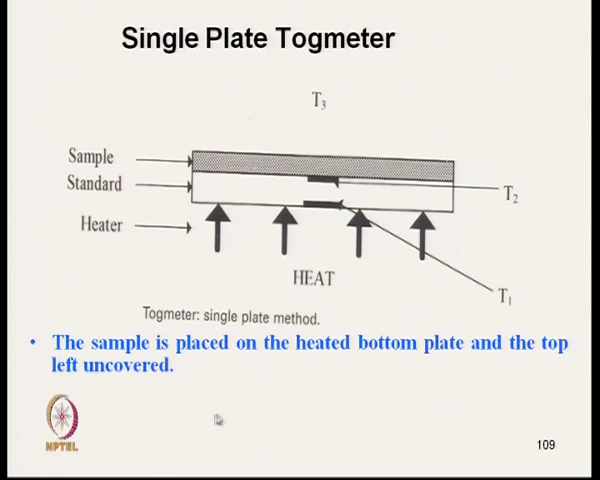 Single Plate Togmeter
T3
Sample
Standard
T2
Heater
HEAT
T1
Togmeter: single plate method.
• The sample is placed on the heated bottom plate and the top
left uncovered.
NPTEL
109